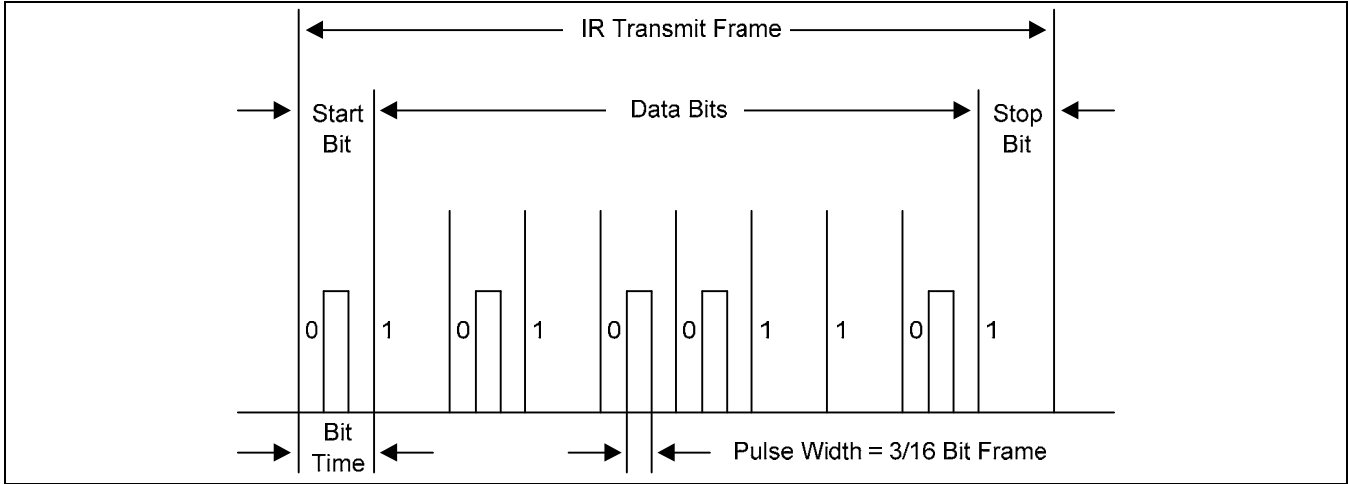 IR Transmit Frame
Start
Bit
Data Bits
Stop
Bit
0 1 0 1 0 0 1 1 0 1
Bit
Time
Pulse Width = 3/16 Bit Frame